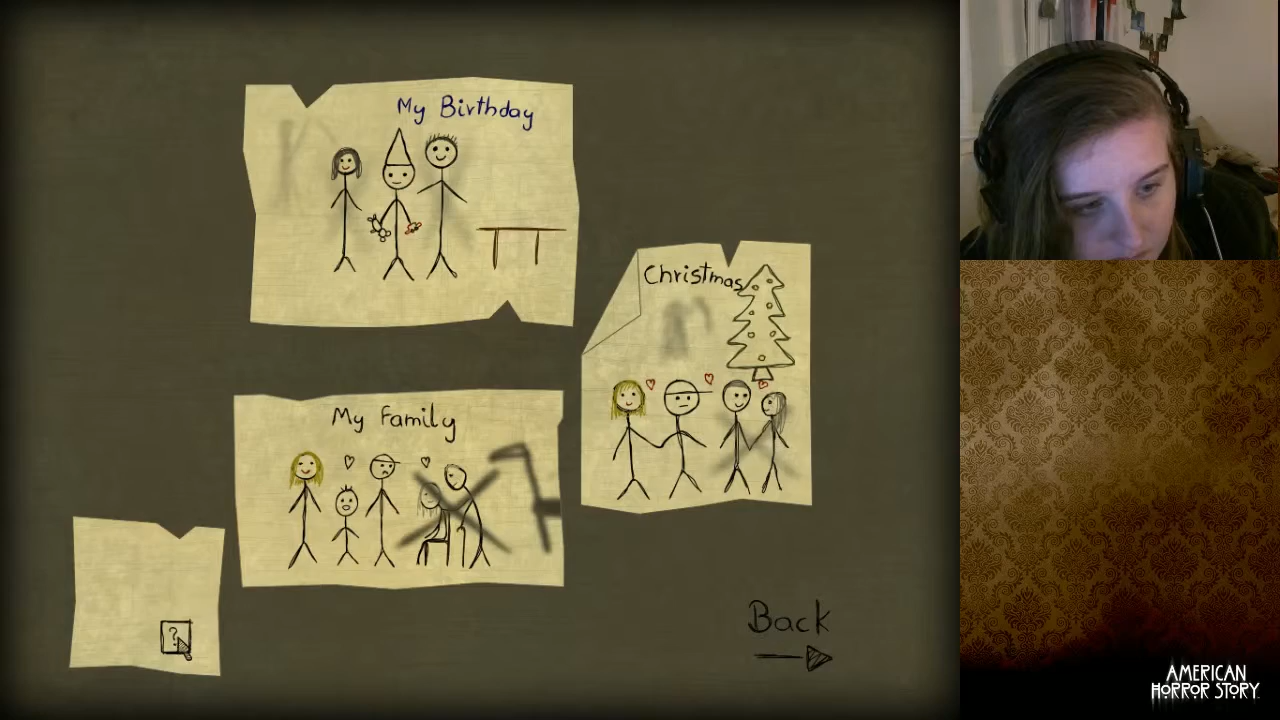 My Birthday
Christmas
My Family
?
Back
AMERICAN
HORROR STORY